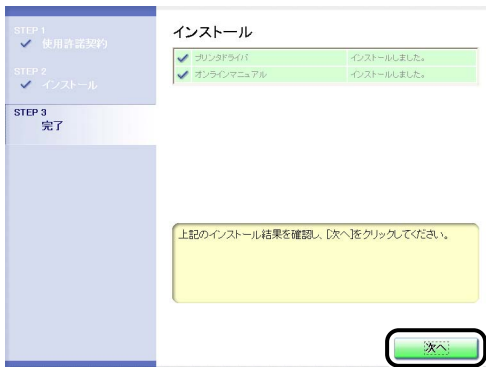 STEP 1
使用許諾契約
STEP 2
インストール
STEP 3
完了
インストール
プリンタドライバ インストールしました。
オンラインマニュアル インストールしました。
上記のインストール結果を確認し、[次へ]をクリックしてください。
次へ